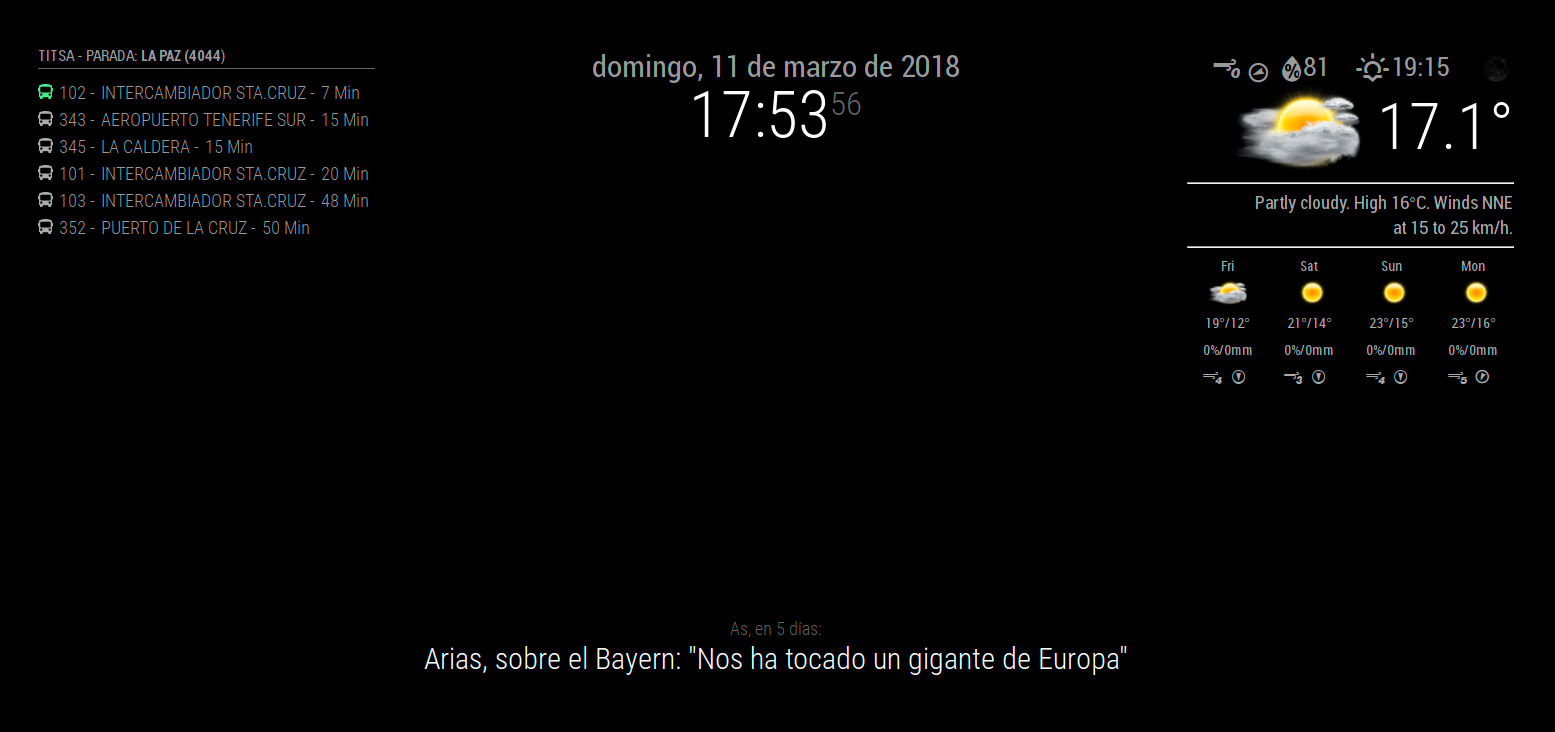 TITSA - PARADA: LA PAZ (4044)
102 - INTERCAMBIADOR STA.CRUZ - 7 Min
343 - AEROPUERTO TENERIFE SUR - 15 Min
345 - LA CALDERA - 15 Min
101 - INTERCAMBIADOR STA.CRUZ - 20 Min
103 - INTERCAMBIADOR STA.CRUZ - 48 Min
352 - PUERTO DE LA CRUZ - 50 Min
domingo, 11 de marzo de 2018
17:53 56
0 % 81 19:15
17.1°
Partly cloudy. High 16°C. Winds NNE
at 15 to 25 km/h.
Fri Sat Sun Mon
19°/12° 21°/14° 23°/15° 23°/16°
0%/0mm 0%/0mm 0%/0mm 0%/0mm
4 3 4 5
As, en 5 días:
Arias, sobre el Bayern: "Nos ha tocado un gigante de Europa"